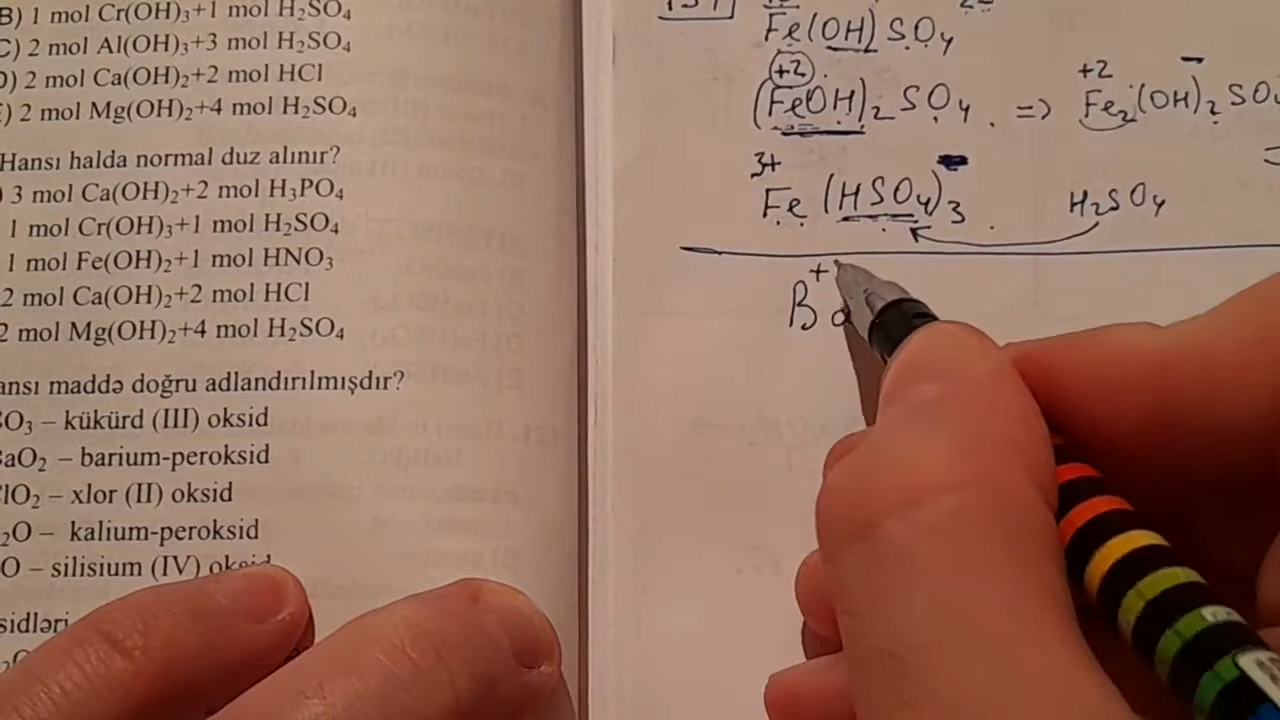 B) 1 mol Cr(OH)₃+1 mol H₂SO₄
C) 2 mol Al(OH)₃+3 mol H₂SO₄
D) 2 mol Ca(OH)₂+2 mol HCl
E) 2 mol Mg(OH)₂+4 mol H₂SO₄
Hansı halda normal duz alınır?
) 3 mol Ca(OH)₂+2 mol H₃PO₄
1 mol Cr(OH)₃+1 mol H₂SO₄
1 mol Fe(OH)₂+1 mol HNO₃
2 mol Ca(OH)₂+2 mol HCl
2 mol Mg(OH)₂+4 mol H₂SO₄
ansı maddə doğru adlandırılmışdır?
O₃ – kükürd (III) oksid
aO₂ – barium-peroksid
lO₂ – xlor (II) oksid
₂O – kalium-peroksid
O – silisium (IV) oksid
sidləri
Fe(OH)SO₄
+2 +2 -
(FeOH)₂SO₄ . => Fe₂(OH)₂SO
3+
Fe(HSO₄)₃ . H₂SO₄
+
Ba